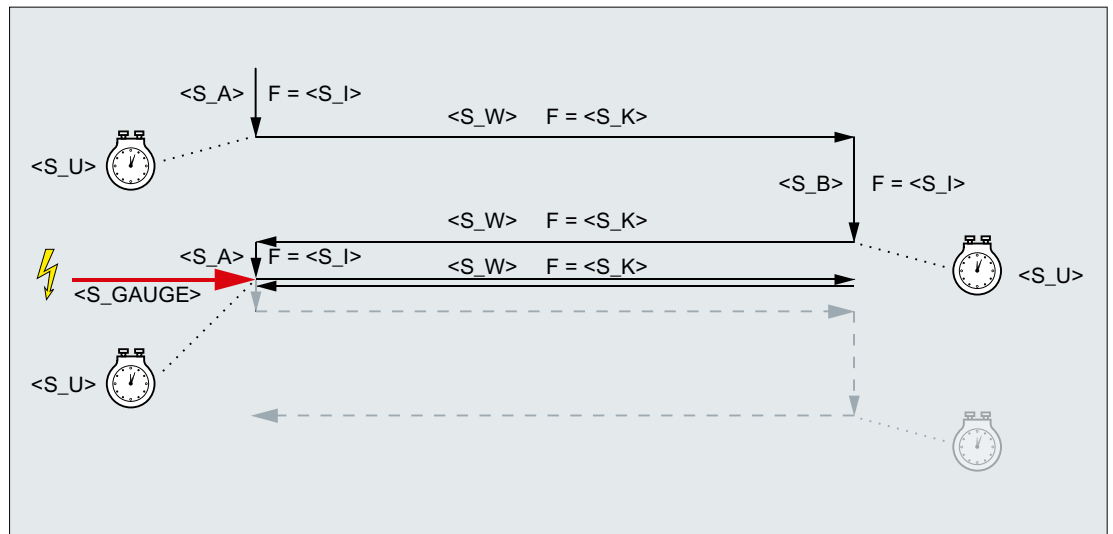 <S_A> F = <S_I>
<S_W> F = <S_K>
<S_U>
<S_B> F = <S_I>
<S_W> F = <S_K>
<S_A> F = <S_I>
<S_W> F = <S_K>
<S_U>
<S_GAUGE>
<S_U>